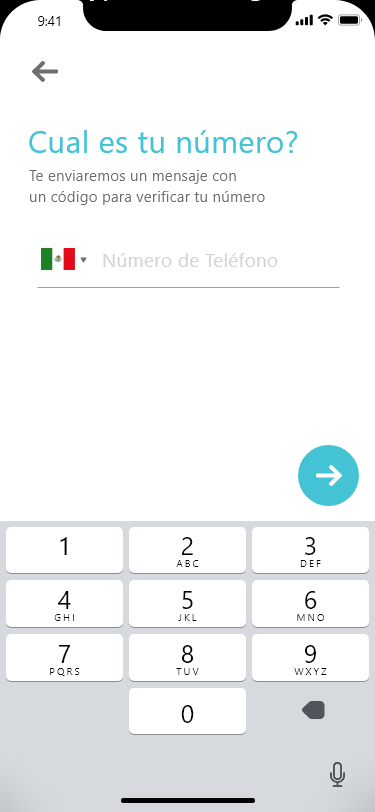 9:41
Cual es tu número?
Te enviaremos un mensaje con
un código para verificar tu número
Número de Teléfono
1
2
ABC
3
DEF
4
GHI
5
JKL
6
MNO
7
PQRS
8
TUV
9
WXYZ
0